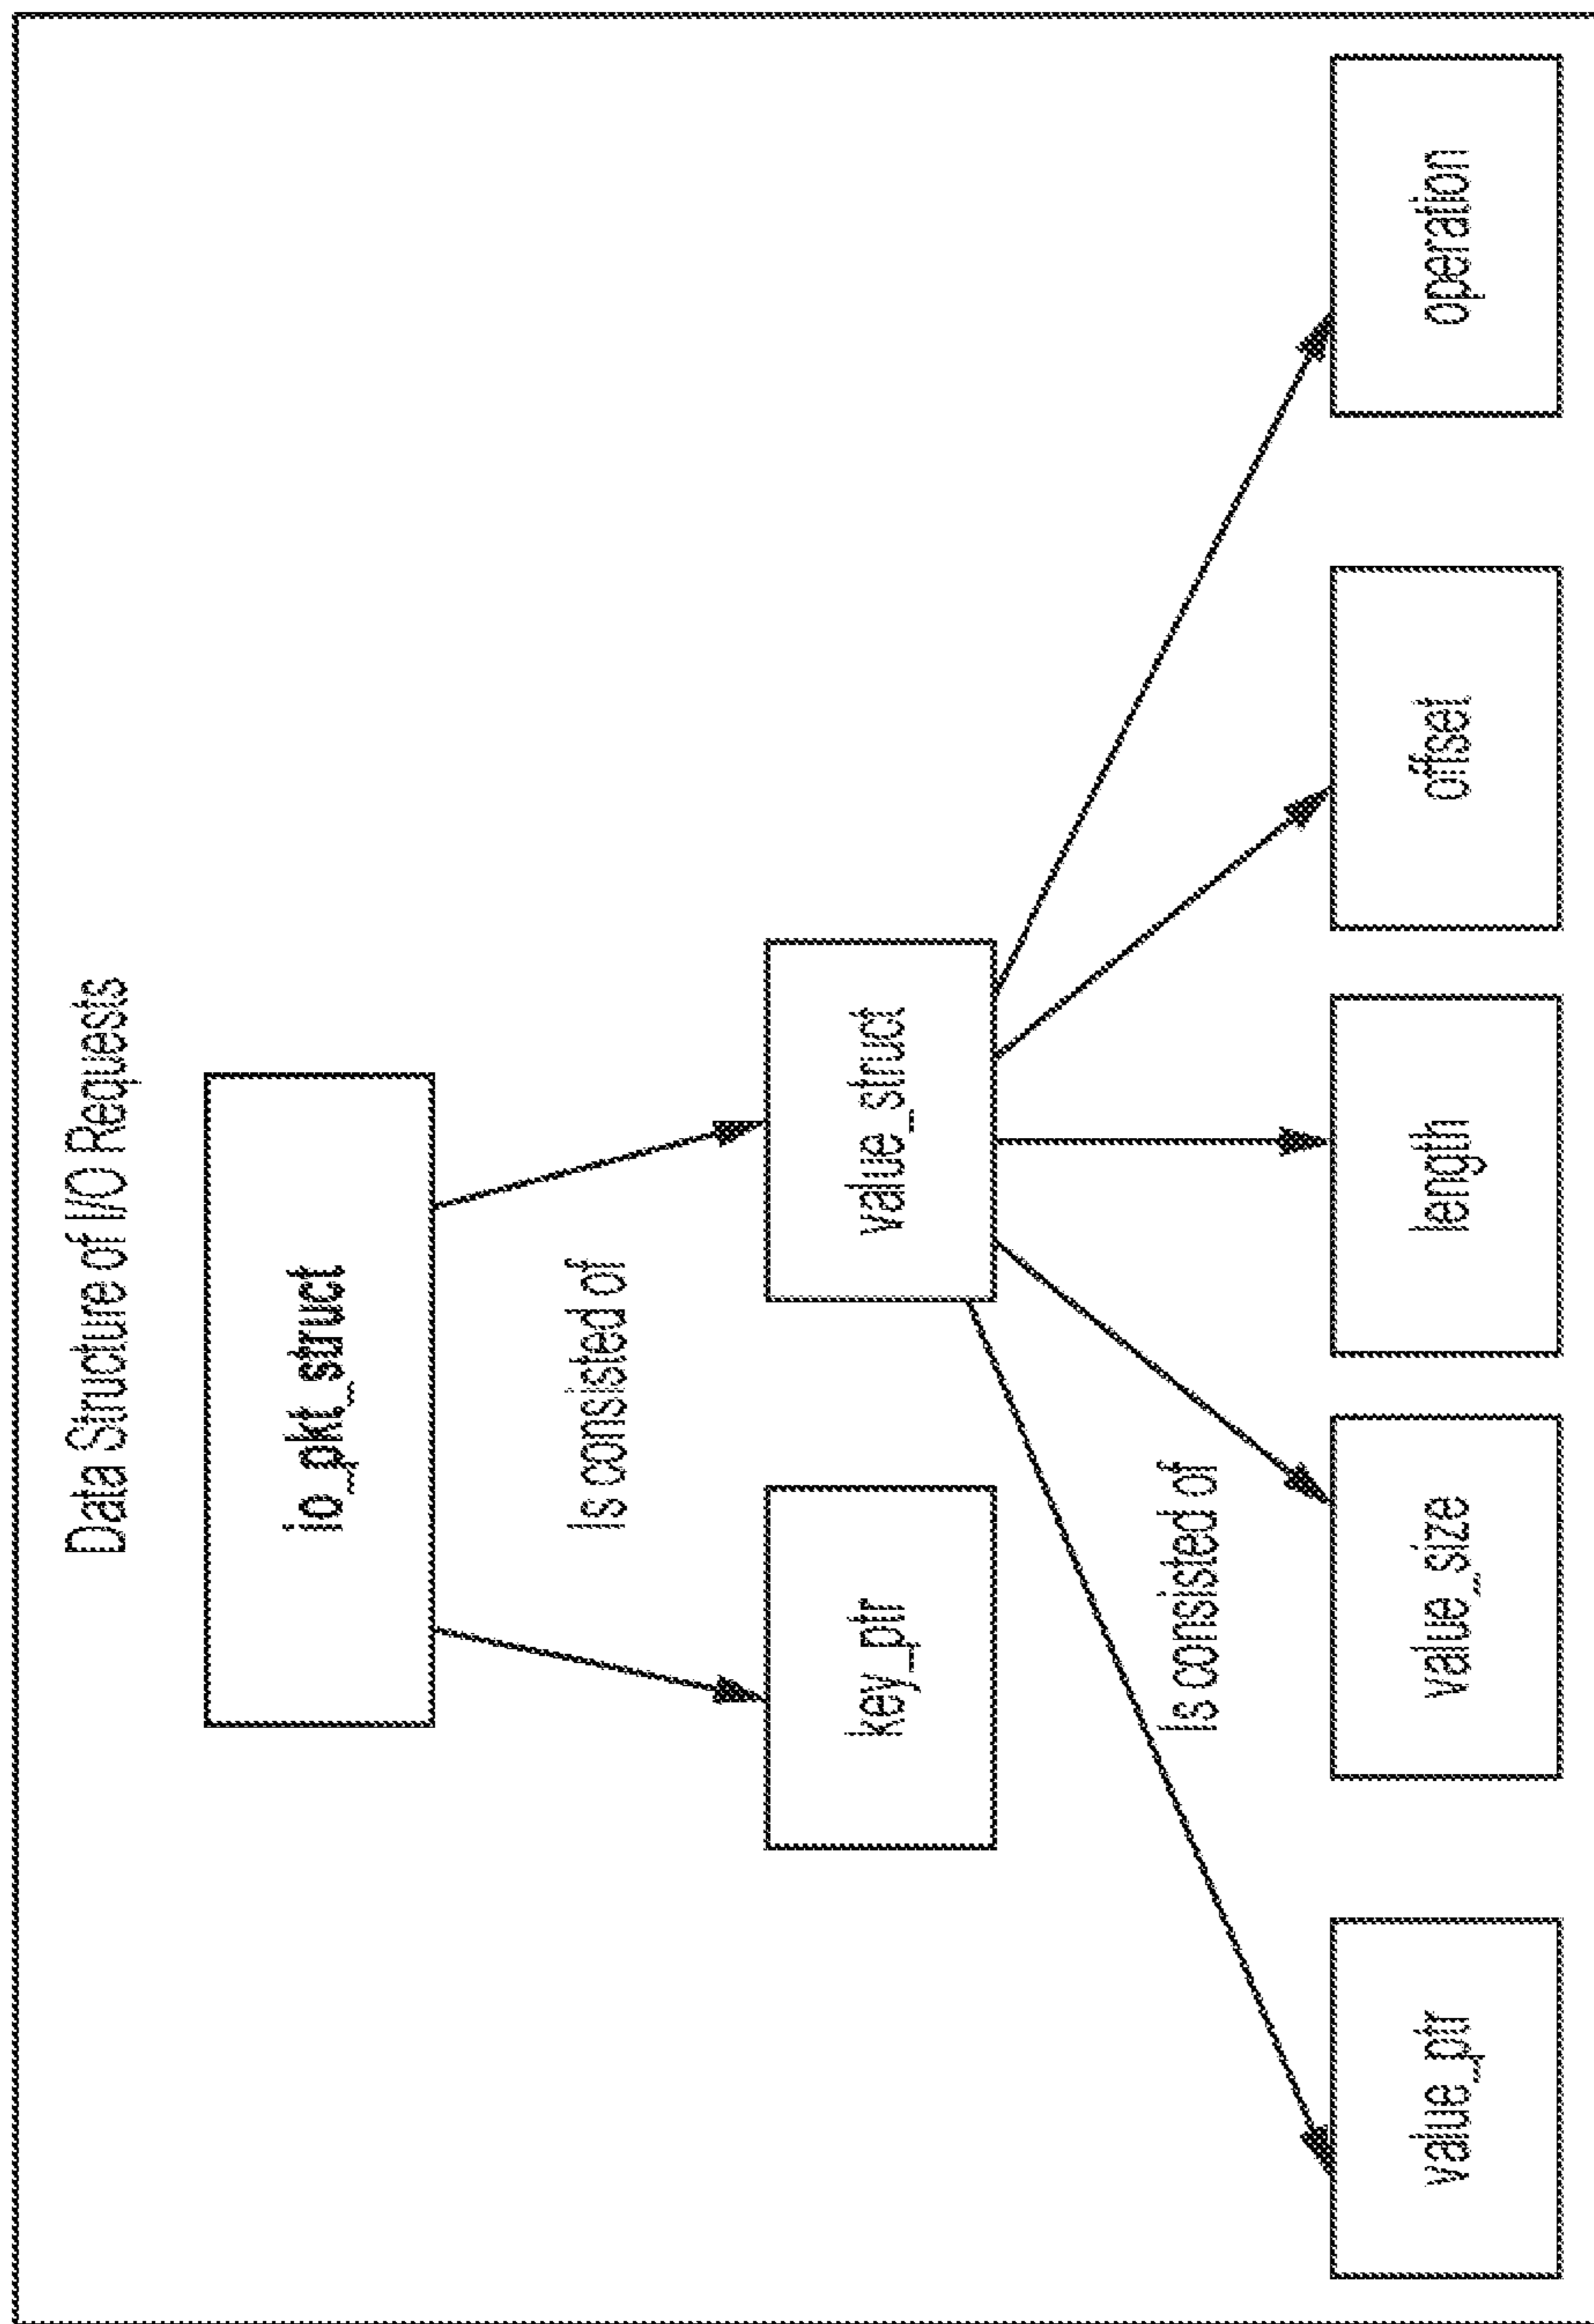 Data Structure of I/O Requests
io_pkt_struct
Is consisted of
key_ptr
value_struct
Is consisted of
value_ptr
value_size
length
offset
operation